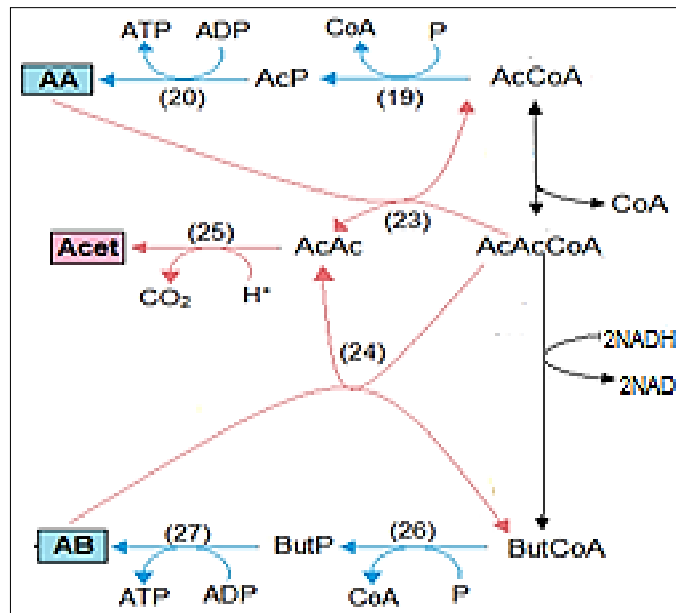 ATP ADP CoA P
AA (20) AcP (19) AcCoA
(23) CoA
Acet (25) AcAc AcAcCoA
CO₂ H⁺
(24) 2NADH
2NAD
AB (27) ButP (26) ButCoA
ATP ADP CoA P